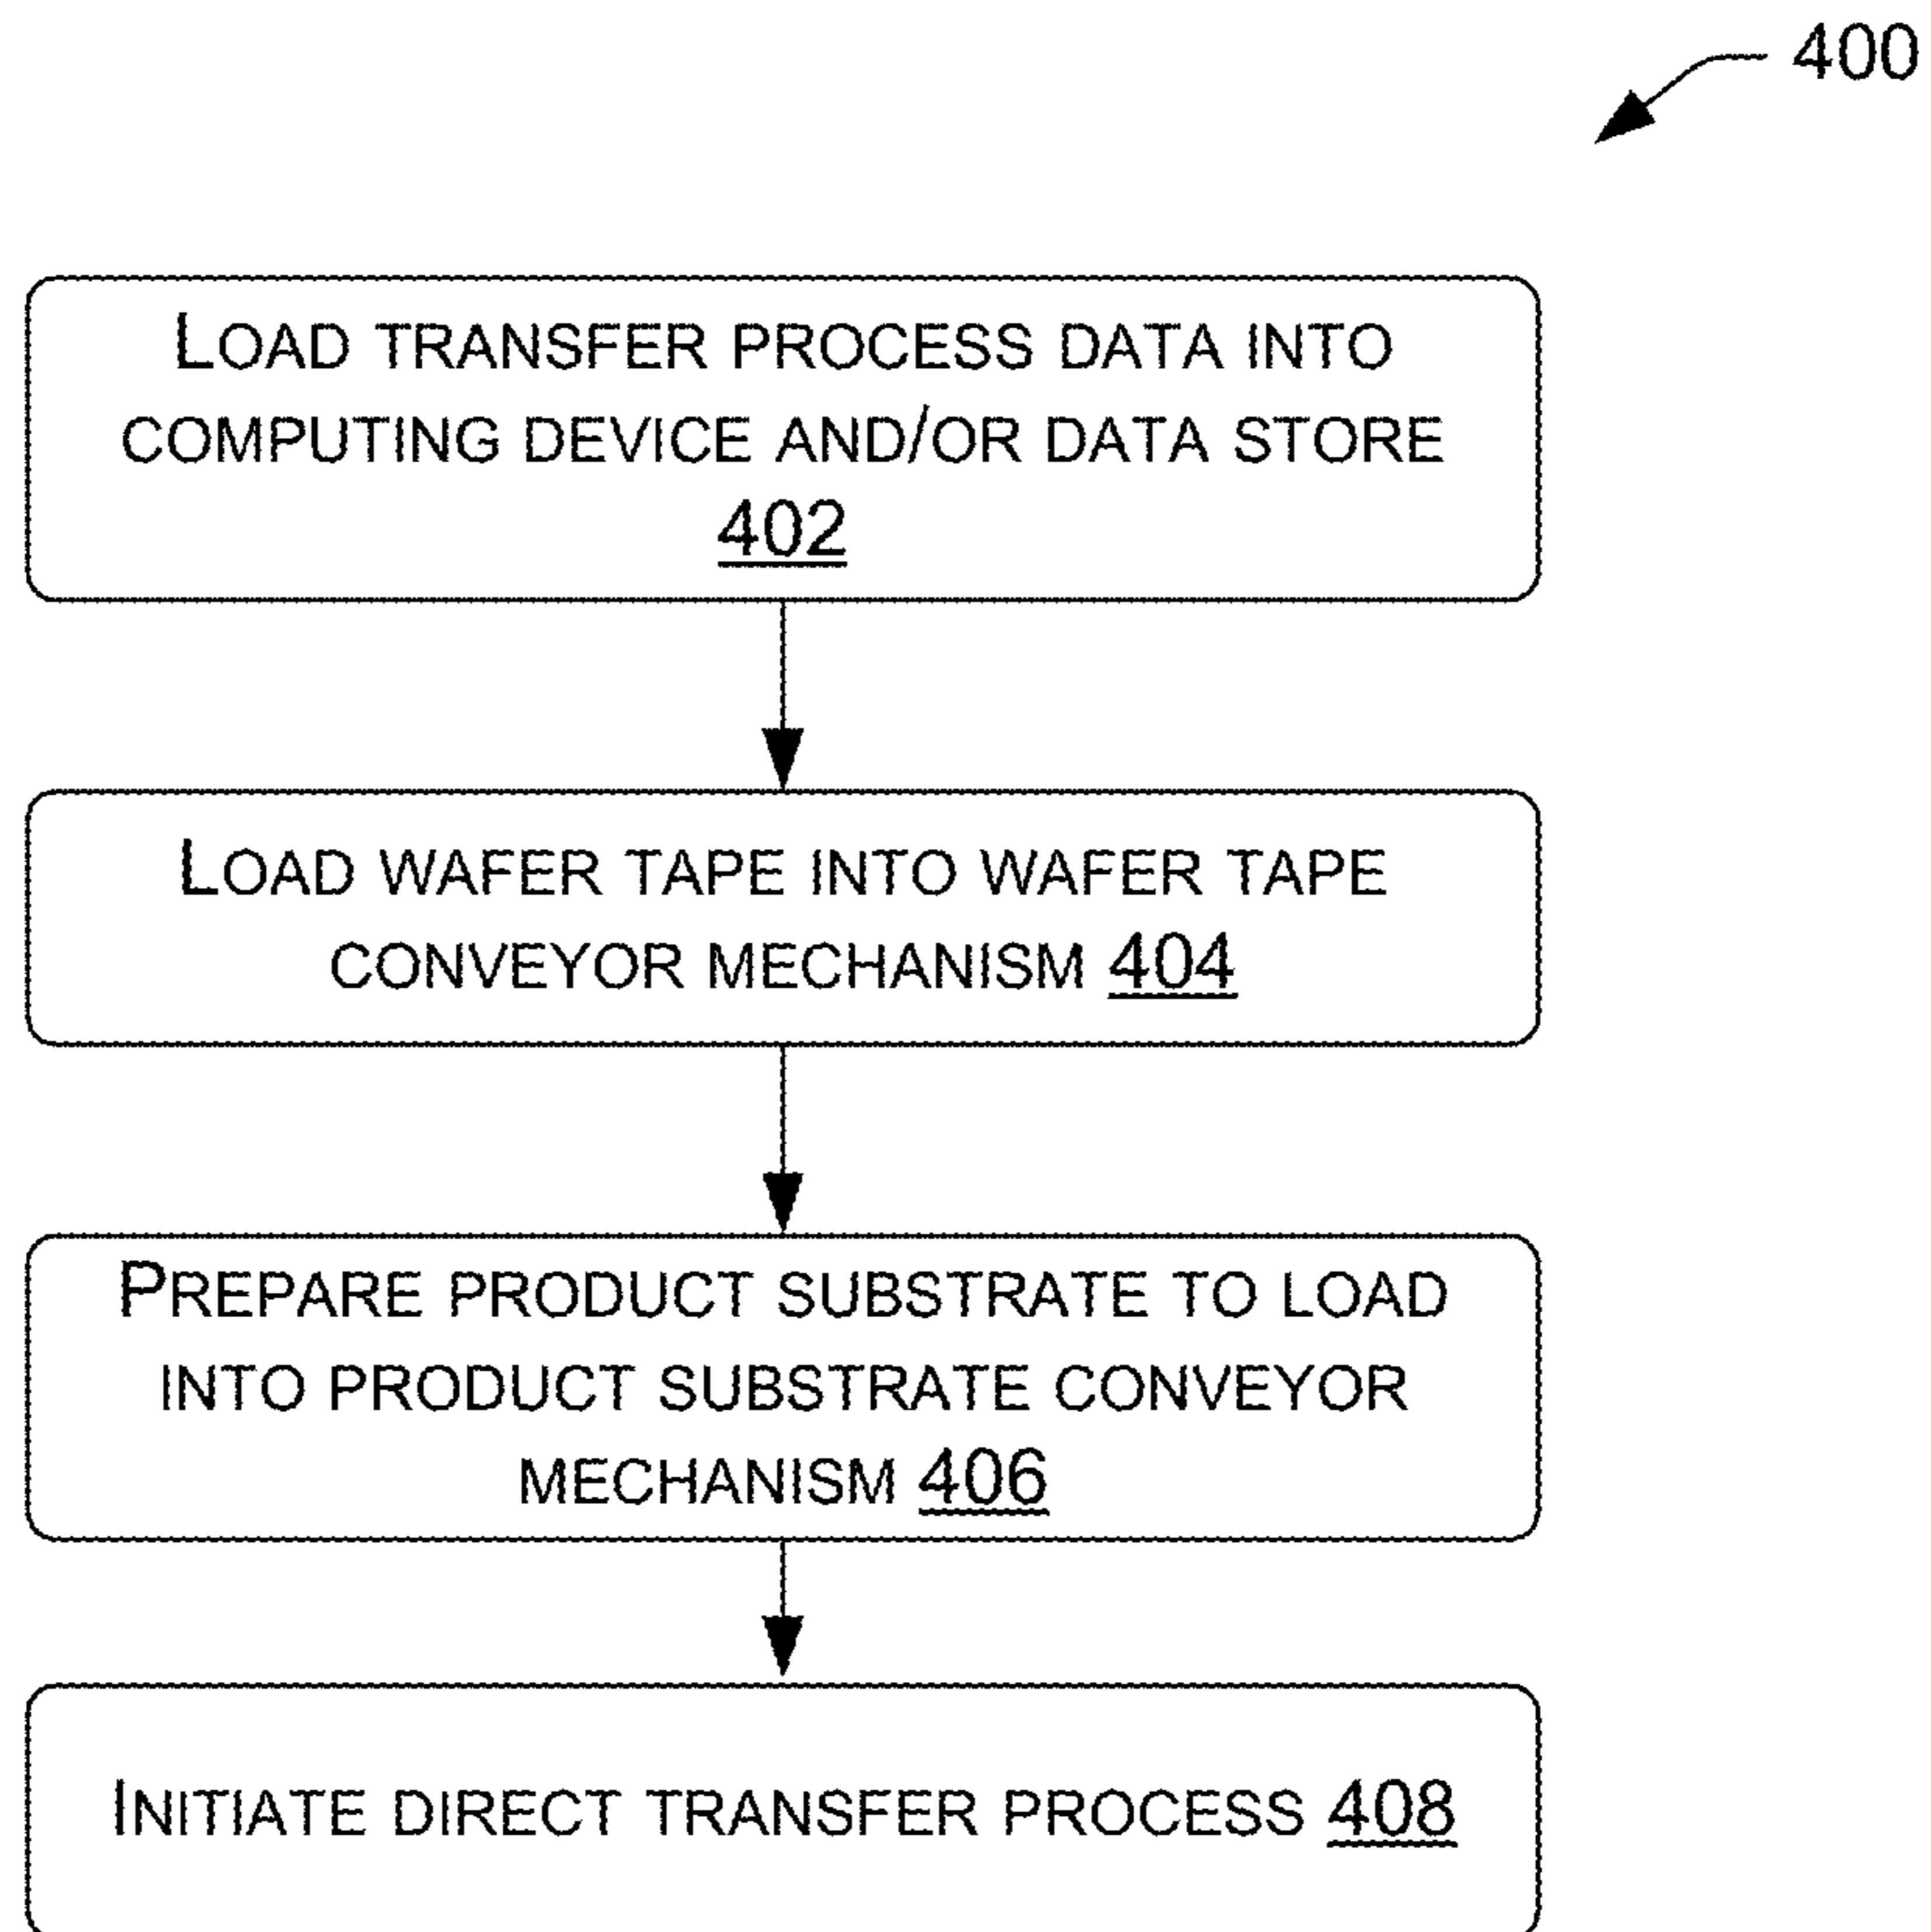 400
LOAD TRANSFER PROCESS DATA INTO
COMPUTING DEVICE AND/OR DATA STORE
402
LOAD WAFER TAPE INTO WAFER TAPE
CONVEYOR MECHANISM 404
PREPARE PRODUCT SUBSTRATE TO LOAD
INTO PRODUCT SUBSTRATE CONVEYOR
MECHANISM 406
INITIATE DIRECT TRANSFER PROCESS 408